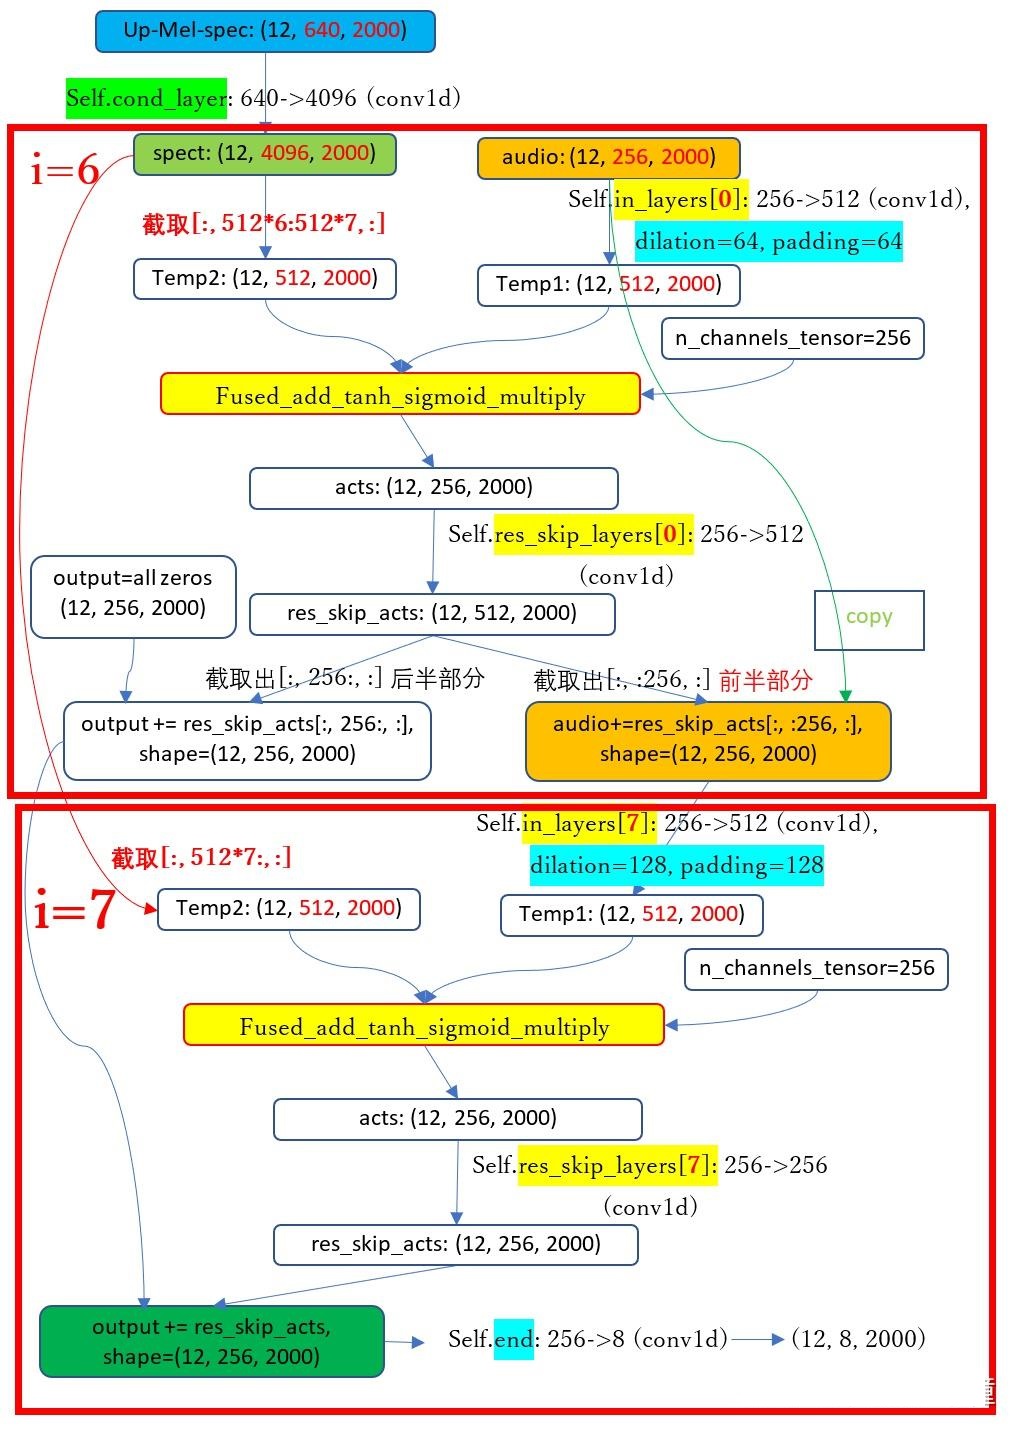 Up-Mel-spec: (12, 640, 2000)
Self.cond_layer: 640->4096 (conv1d)
i=6
spect: (12, 4096, 2000)
audio: (12, 256, 2000)
Self.in_layers[0]: 256->512 (conv1d),
dilation=64, padding=64
截取[:, 512*6:512*7, :]
Temp2: (12, 512, 2000)
Temp1: (12, 512, 2000)
n_channels_tensor=256
Fused_add_tanh_sigmoid_multiply
acts: (12, 256, 2000)
Self.res_skip_layers[0]: 256->512
(conv1d)
output=all zeros
(12, 256, 2000)
res_skip_acts: (12, 512, 2000)
copy
截取出[:, 256:, :] 后半部分
截取出[:, :256, :] 前半部分
output += res_skip_acts[:, 256:, :],
shape=(12, 256, 2000)
audio+=res_skip_acts[:, :256, :],
shape=(12, 256, 2000)
Self.in_layers[7]: 256->512 (conv1d),
dilation=128, padding=128
截取[:, 512*7:, :]
i=7
Temp2: (12, 512, 2000)
Temp1: (12, 512, 2000)
n_channels_tensor=256
Fused_add_tanh_sigmoid_multiply
acts: (12, 256, 2000)
Self.res_skip_layers[7]: 256->256
(conv1d)
res_skip_acts: (12, 256, 2000)
output += res_skip_acts,
shape=(12, 256, 2000)
Self.end: 256->8 (conv1d)
(12, 8, 2000)